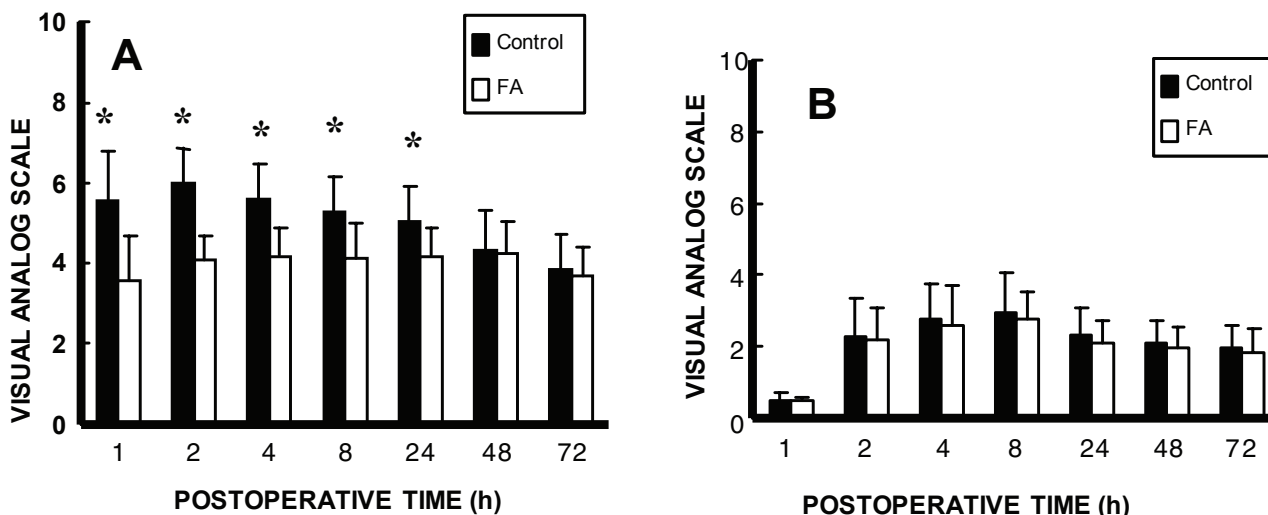 10
8
6
4
2
0
VISUAL ANALOG SCALE
A
Control
FA
* * * * *
1 2 4 8 24 48 72
POSTOPERATIVE TIME (h)
10
8
6
4
2
0
VISUAL ANALOG SCALE
B
Control
FA
1 2 4 8 24 48 72
POSTOPERATIVE TIME (h)